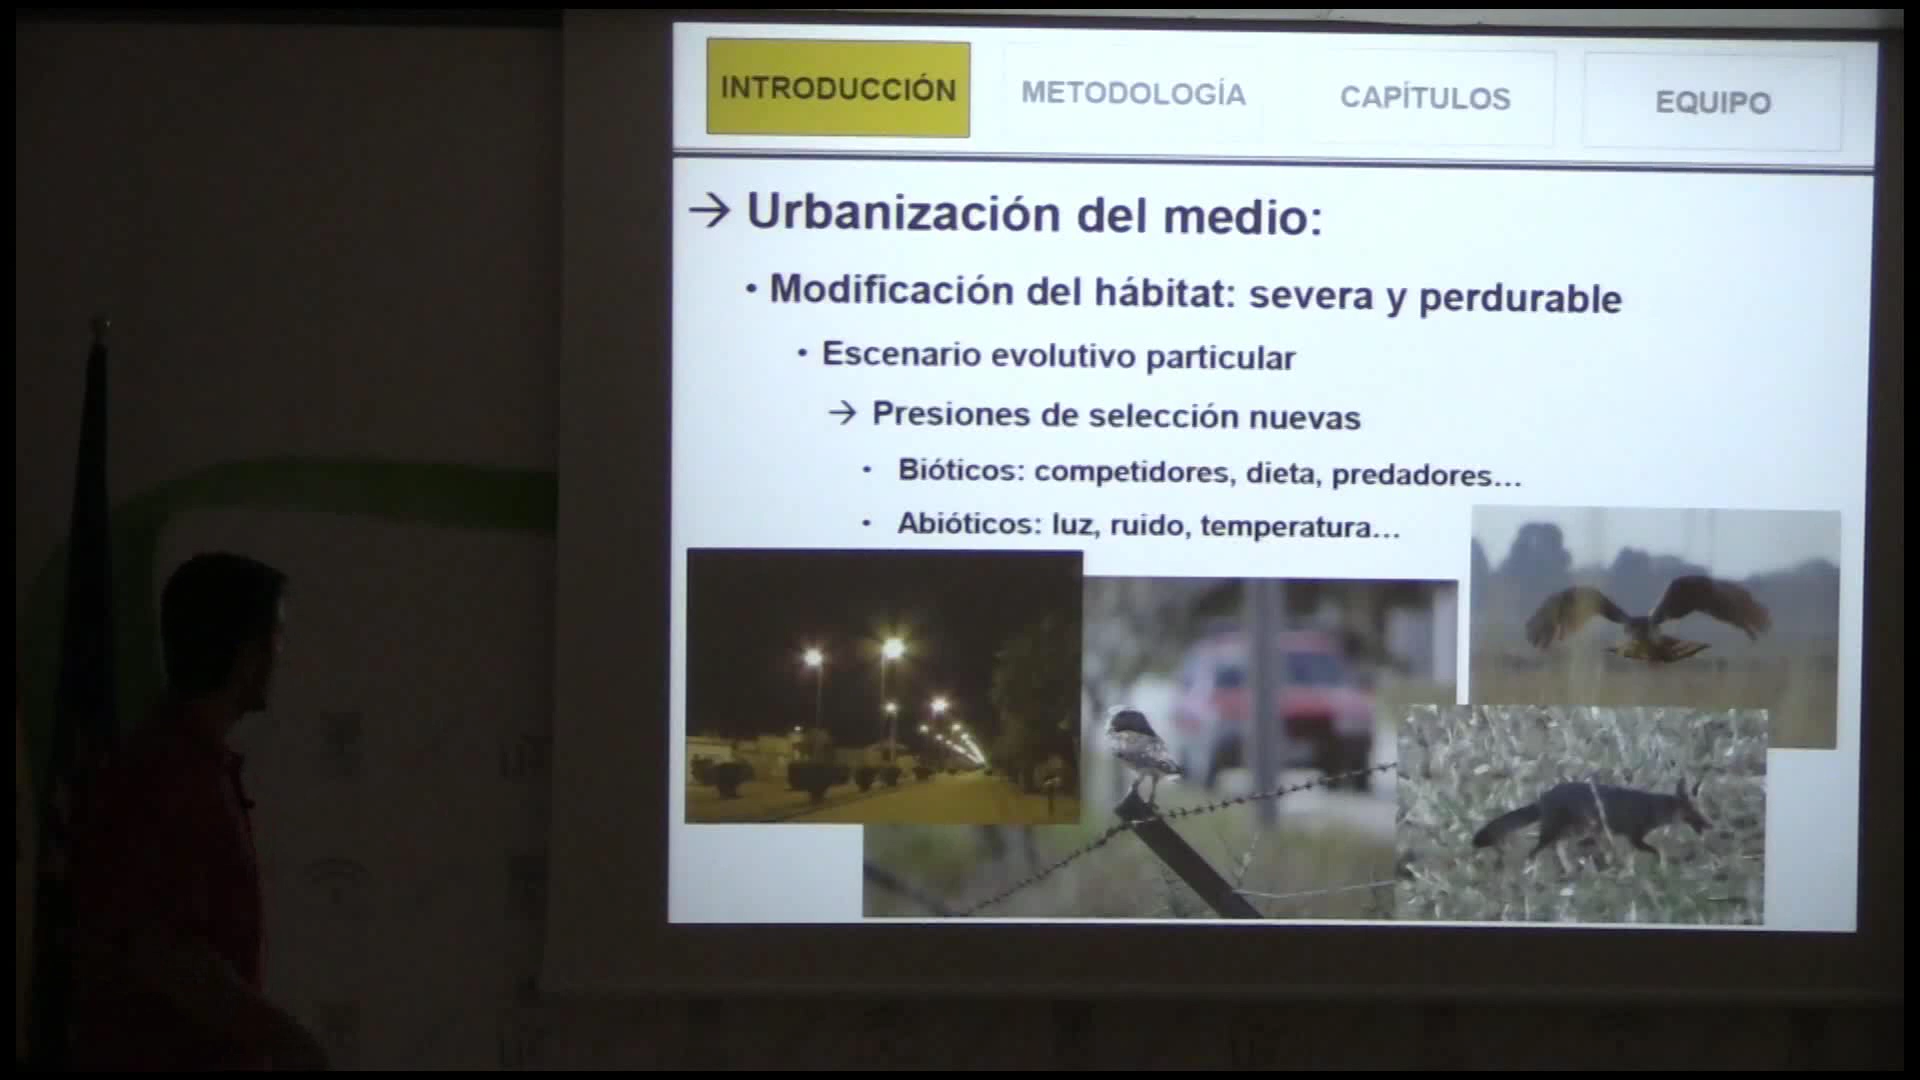 INTRODUCCIÓN
METODOLOGÍA
CAPÍTULOS
EQUIPO
→ Urbanización del medio:
• Modificación del hábitat: severa y perdurable
• Escenario evolutivo particular
→ Presiones de selección nuevas
• Bióticos: competidores, dieta, predadores...
• Abióticos: luz, ruido, temperatura...